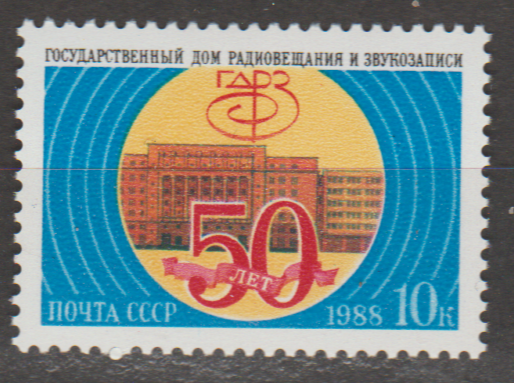 ГОСУДАРСТВЕННЫЙ ДОМ РАДИОВЕЩАНИЯ И ЗВУКОЗАПИСИ
ГДРЗ
50
ЛЕТ
ПОЧТА СССР 1988 10к